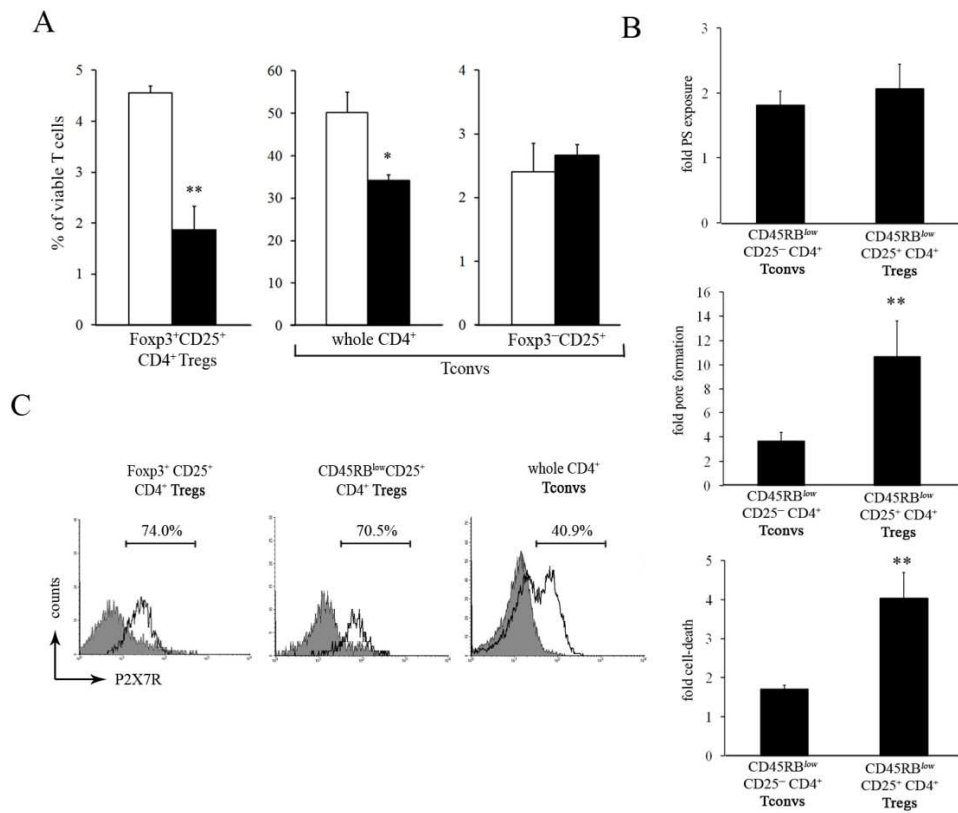 A
% of viable T cells
5
4
3
2
1
0
**
Foxp3⁺CD25⁺
CD4⁺ Tregs
60
50
40
30
20
10
0
*
whole CD4⁺
4
3
2
1
0
Foxp3⁻CD25⁺
Tconvs
B
fold PS exposure
3
2
1
0
CD45RBlow
CD25⁻ CD4⁺
Tconvs
CD45RBlow
CD25⁺ CD4⁺
Tregs
fold pore formation
16
14
12
10
8
6
4
2
0
**
CD45RBlow
CD25⁻ CD4⁺
Tconvs
CD45RBlow
CD25⁺ CD4⁺
Tregs
fold cell-death
5
4
3
2
1
0
**
CD45RBlow
CD25⁻ CD4⁺
Tconvs
CD45RBlow
CD25⁺ CD4⁺
Tregs
C
Foxp3⁺ CD25⁺
CD4⁺ Tregs
74.0%
CD45RBlowCD25⁺
CD4⁺ Tregs
70.5%
whole CD4⁺
Tconvs
40.9%
counts
P2X7R